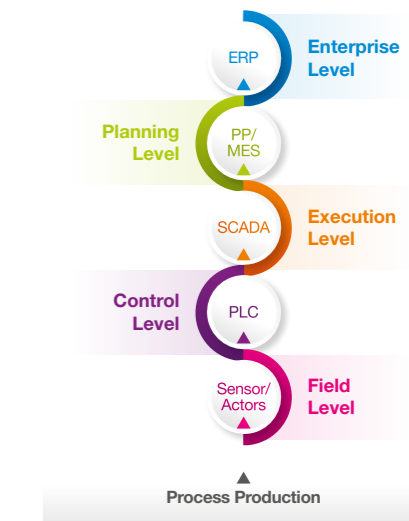 ERP
Enterprise
Level
Planning
Level
PP/
MES
SCADA
Execution
Level
Control
Level
PLC
Sensor/
Actors
Field
Level
Process Production